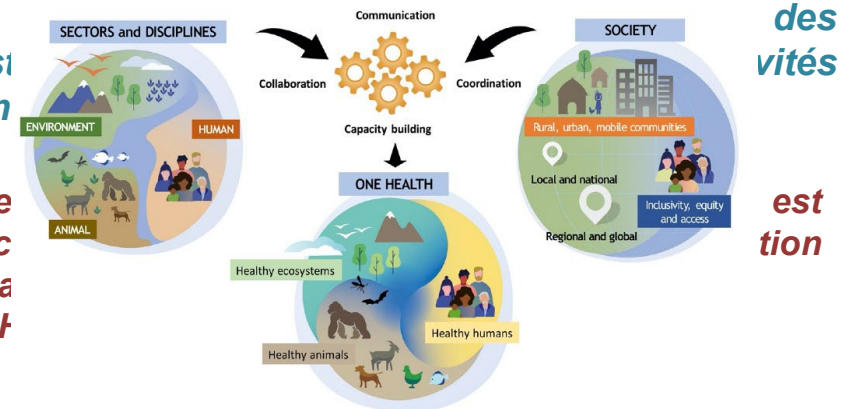 Communication
SECTORS and DISCIPLINES
SOCIETY
des
vités
Collaboration
Coordination
Capacity building
ENVIRONMENT
HUMAN
ANIMAL
Rural, urban, mobile communities
Local and national
Inclusivity, equity
and access
Regional and global
ONE HEALTH
est
tion
Healthy ecosystems
Healthy humans
Healthy animals